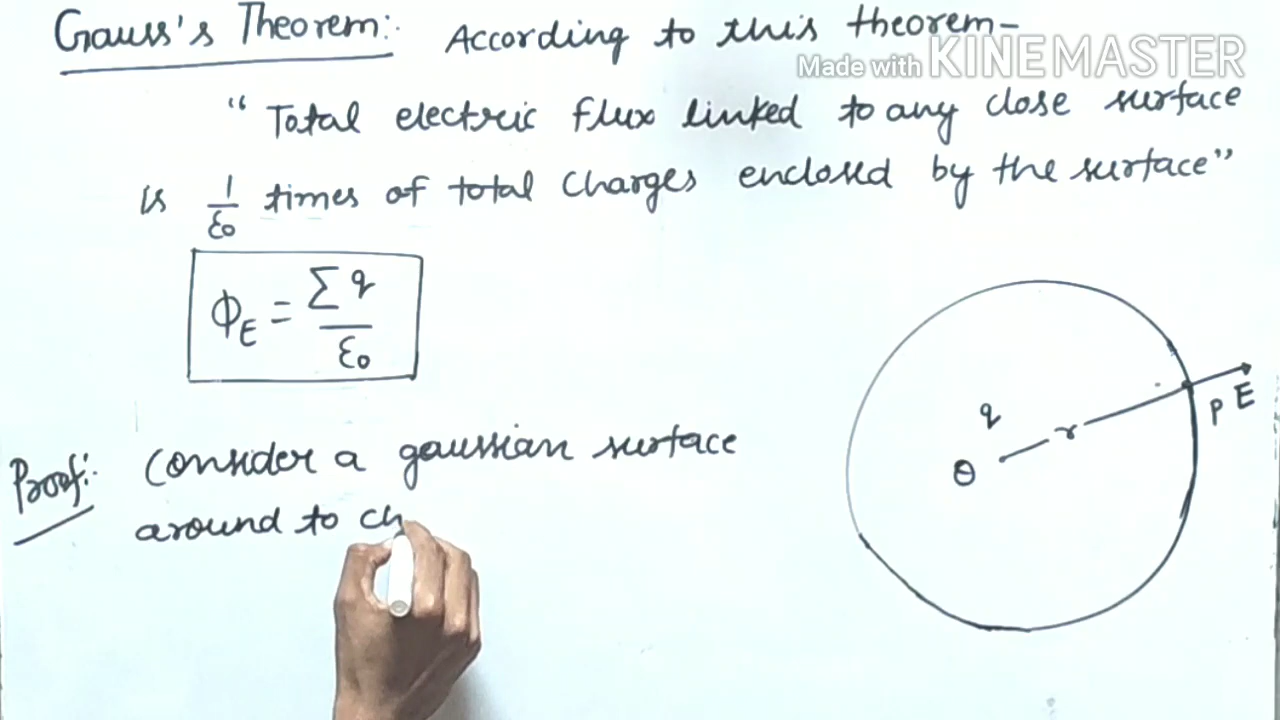 Gauss's Theorem:- According to this theorem-
Made with KINEMASTER
"Total electric flux linked to any close surface
is 1/ε0 times of total charges enclosed by the surface"
ΦE = Σq/ε0
q
r
P E
O
Proof:- Consider a gaussian surface
around to ch